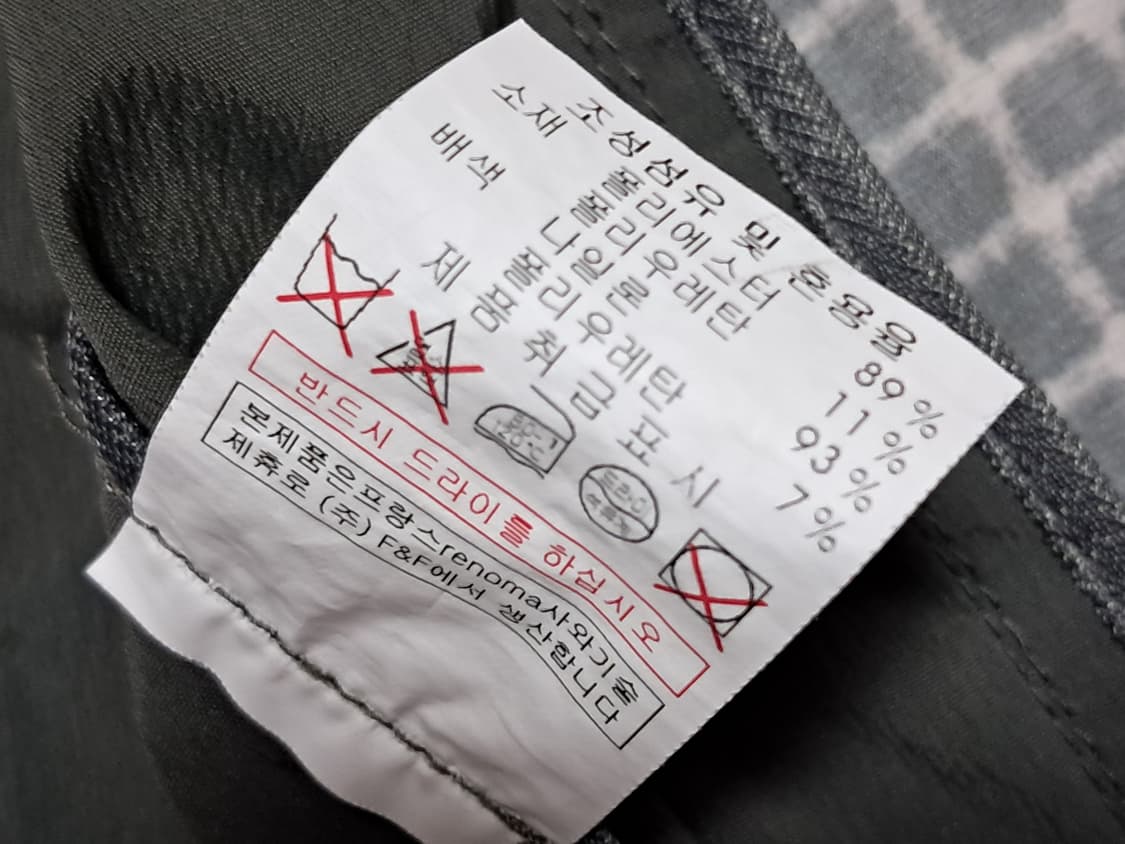 조성섬유 및 혼용율
소재 폴리에스터 89 %
폴리우레탄 11 %
배색 나일론 93 %
폴리우레탄 7 %
제 품 취 급 표 시
드라이
반드시 드라이를 하십시오
본제품은프랑스renoma사와기술
제휴로 (주) F&F에서 생산합니다